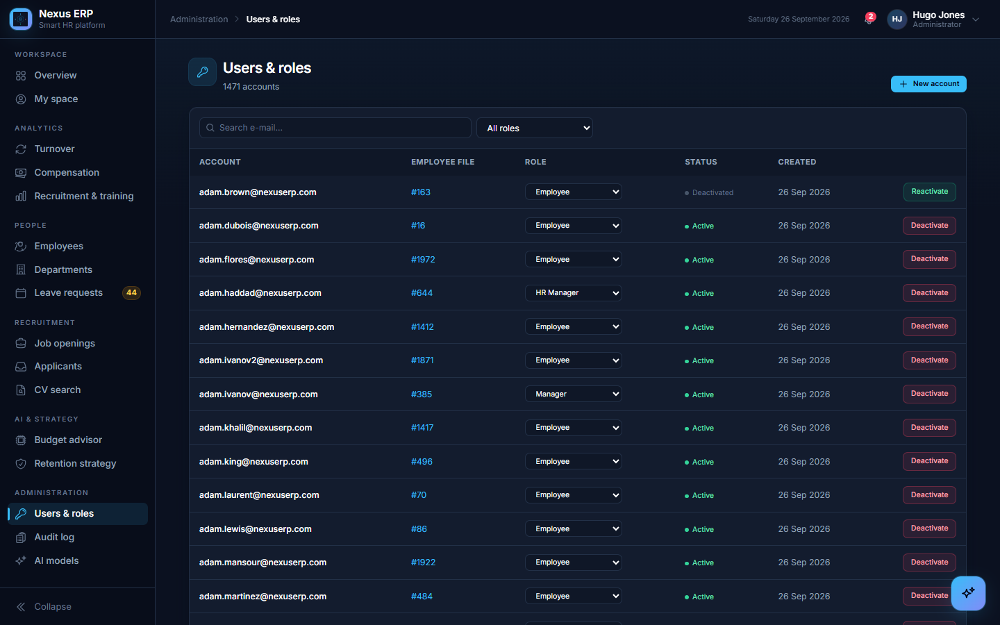 Nexus ERP
Smart HR platform
Administration > Users & roles
Saturday 26 September 2026
2
HJ
Hugo Jones
Administrator
WORKSPACE
Overview
My space
ANALYTICS
Turnover
Compensation
Recruitment & training
PEOPLE
Employees
Departments
Leave requests 44
RECRUITMENT
Job openings
Applicants
CV search
AI & STRATEGY
Budget advisor
Retention strategy
ADMINISTRATION
Users & roles
Audit log
AI models
Collapse
Users & roles
1471 accounts
New account
Search e-mail...
All roles
ACCOUNT EMPLOYEE FILE ROLE STATUS CREATED
adam.brown@nexuserp.com #163 Employee Deactivated 26 Sep 2026 Reactivate
adam.dubois@nexuserp.com #16 Employee Active 26 Sep 2026 Deactivate
adam.flores@nexuserp.com #1972 Employee Active 26 Sep 2026 Deactivate
adam.haddad@nexuserp.com #644 HR Manager Active 26 Sep 2026 Deactivate
adam.hernandez@nexuserp.com #1412 Employee Active 26 Sep 2026 Deactivate
adam.ivanov2@nexuserp.com #1871 Employee Active 26 Sep 2026 Deactivate
adam.ivanov@nexuserp.com #385 Manager Active 26 Sep 2026 Deactivate
adam.khalil@nexuserp.com #1417 Employee Active 26 Sep 2026 Deactivate
adam.king@nexuserp.com #496 Employee Active 26 Sep 2026 Deactivate
adam.laurent@nexuserp.com #70 Employee Active 26 Sep 2026 Deactivate
adam.lewis@nexuserp.com #86 Employee Active 26 Sep 2026 Deactivate
adam.mansour@nexuserp.com #1922 Employee Active 26 Sep 2026 Deactivate
adam.martinez@nexuserp.com #484 Employee Active 26 Sep 2026 Deactivate